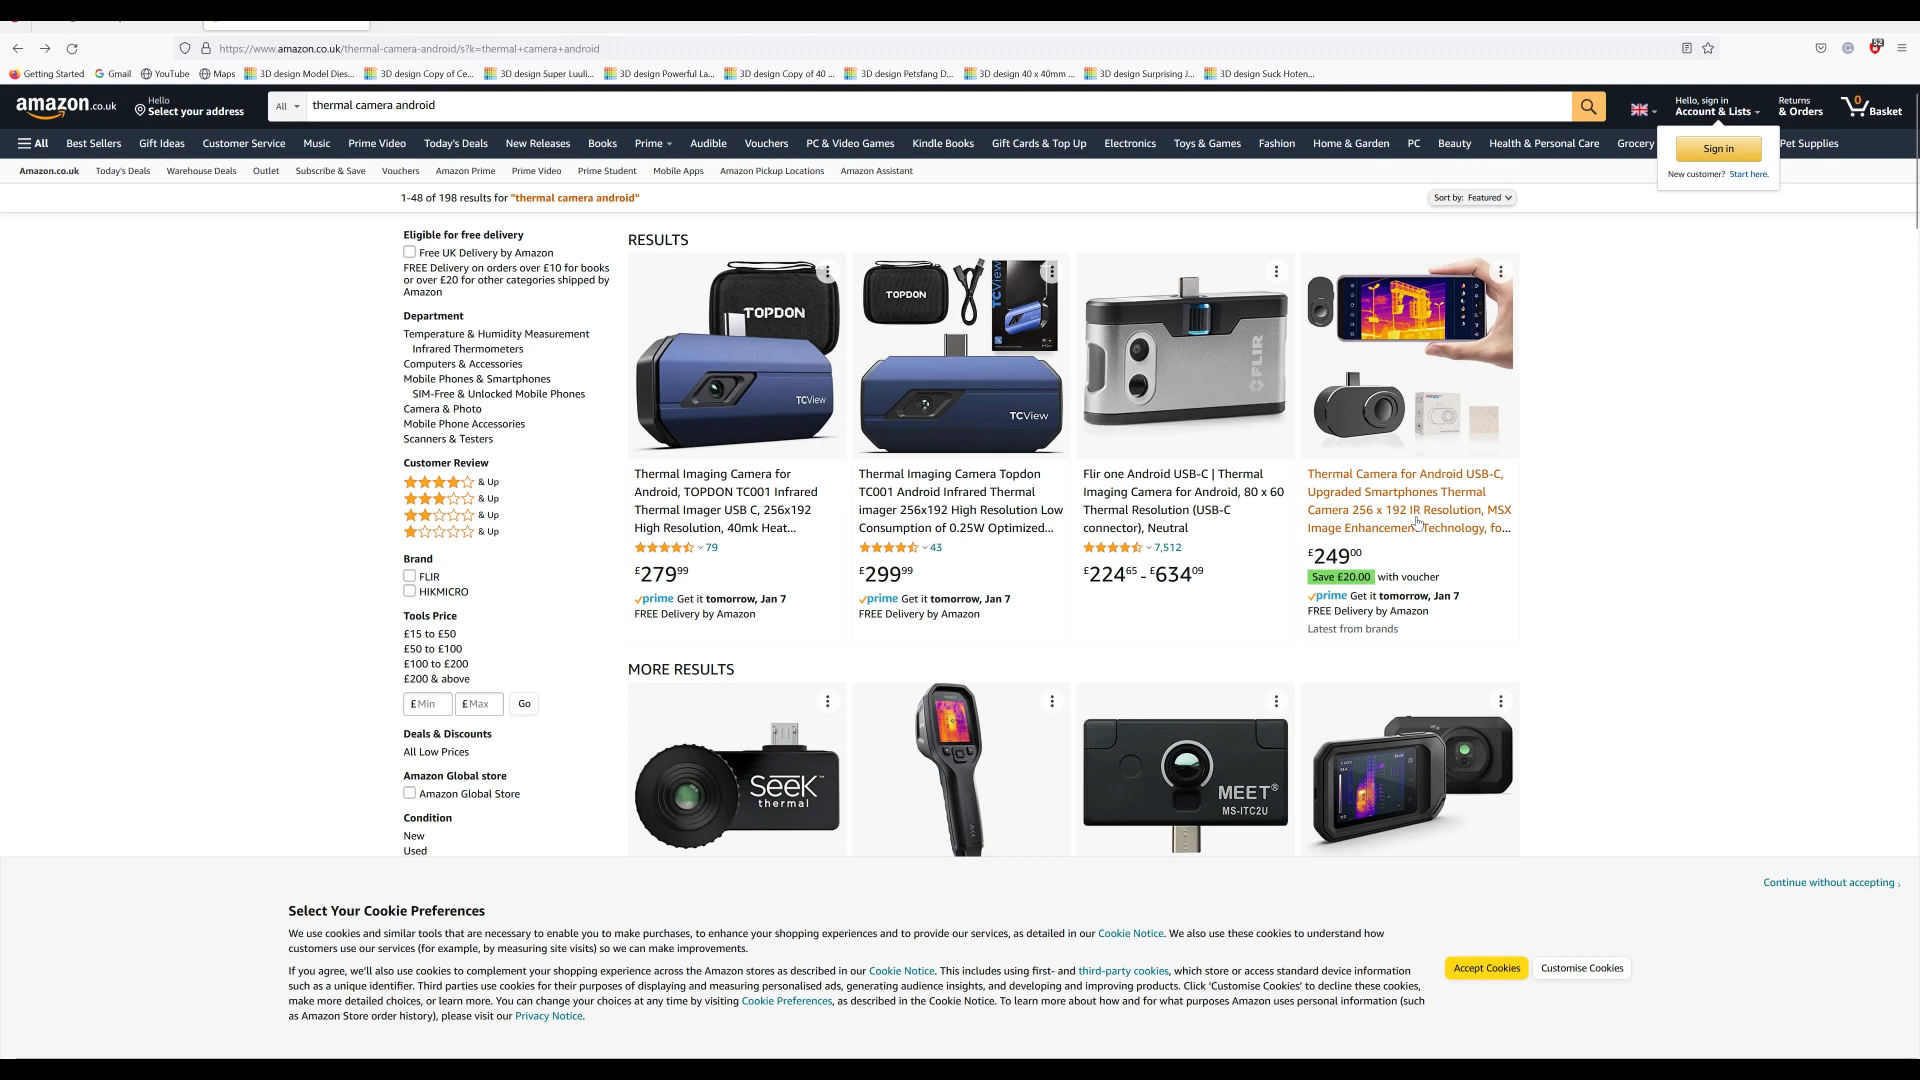 https://www.amazon.co.uk/thermal-camera-android/s?k=thermal+camera+android
52
Getting Started Gmail YouTube Maps 3D design Model Dies... 3D design Copy of Ce... 3D design Super Luuli... 3D design Powerful La... 3D design Copy of 40 ... 3D design Petsfang D... 3D design 40 x 40mm ... 3D design Surprising J... 3D design Suck Hoten...
amazon.co.uk
Hello
Select your address
All
thermal camera android
Hello, sign in
Account & Lists
Returns
& Orders
0
Basket
All Best Sellers Gift Ideas Customer Service Music Prime Video Today's Deals New Releases Books Prime Audible Vouchers PC & Video Games Kindle Books Gift Cards & Top Up Electronics Toys & Games Fashion Home & Garden PC Beauty Health & Personal Care Grocery Pet Supplies
Sign in
New customer? Start here.
Amazon.co.uk Today's Deals Warehouse Deals Outlet Subscribe & Save Vouchers Amazon Prime Prime Video Prime Student Mobile Apps Amazon Pickup Locations Amazon Assistant
1-48 of 198 results for "thermal camera android"
Sort by: Featured
Eligible for free delivery
Free UK Delivery by Amazon
FREE Delivery on orders over £10 for books
or over £20 for other categories shipped by
Amazon
Department
Temperature & Humidity Measurement
Infrared Thermometers
Computers & Accessories
Mobile Phones & Smartphones
SIM-Free & Unlocked Mobile Phones
Camera & Photo
Mobile Phone Accessories
Scanners & Testers
Customer Review
& Up
& Up
& Up
& Up
Brand
FLIR
HIKMICRO
Tools Price
£15 to £50
£50 to £100
£100 to £200
£200 & above
£ Min £ Max Go
Deals & Discounts
All Low Prices
Amazon Global store
Amazon Global Store
Condition
New
Used
RESULTS
TOPDON
TCView
Thermal Imaging Camera for
Android, TOPDON TC001 Infrared
Thermal Imager USB C, 256x192
High Resolution, 40mk Heat...
79
£279.99
prime Get it tomorrow, Jan 7
FREE Delivery by Amazon
TOPDON
TCView
TCView
Thermal Imaging Camera Topdon
TC001 Android Infrared Thermal
imager 256x192 High Resolution Low
Consumption of 0.25W Optimized...
43
£299.99
prime Get it tomorrow, Jan 7
FREE Delivery by Amazon
FLIR
Flir one Android USB-C | Thermal
Imaging Camera for Android, 80 x 60
Thermal Resolution (USB-C
connector), Neutral
7,512
£224.65 - £634.09
Thermal Camera for Android USB-C,
Upgraded Smartphones Thermal
Camera 256 x 192 IR Resolution, MSX
Image Enhancement Technology, fo...
£249.00
Save £20.00 with voucher
prime Get it tomorrow, Jan 7
FREE Delivery by Amazon
Latest from brands
MORE RESULTS
SeeK
thermal
MEET®
MS-ITC2U
Continue without accepting
Select Your Cookie Preferences
We use cookies and similar tools that are necessary to enable you to make purchases, to enhance your shopping experiences and to provide our services, as detailed in our Cookie Notice. We also use these cookies to understand how
customers use our services (for example, by measuring site visits) so we can make improvements.
If you agree, we'll also use cookies to complement your shopping experience across the Amazon stores as described in our Cookie Notice. This includes using first- and third-party cookies, which store or access standard device information
such as a unique identifier. Third parties use cookies for their purposes of displaying and measuring personalised ads, generating audience insights, and developing and improving products. Click 'Customise Cookies' to decline these cookies,
make more detailed choices, or learn more. You can change your choices at any time by visiting Cookie Preferences, as described in the Cookie Notice. To learn more about how and for what purposes Amazon uses personal information (such
as Amazon Store order history), please visit our Privacy Notice.
Accept Cookies Customise Cookies